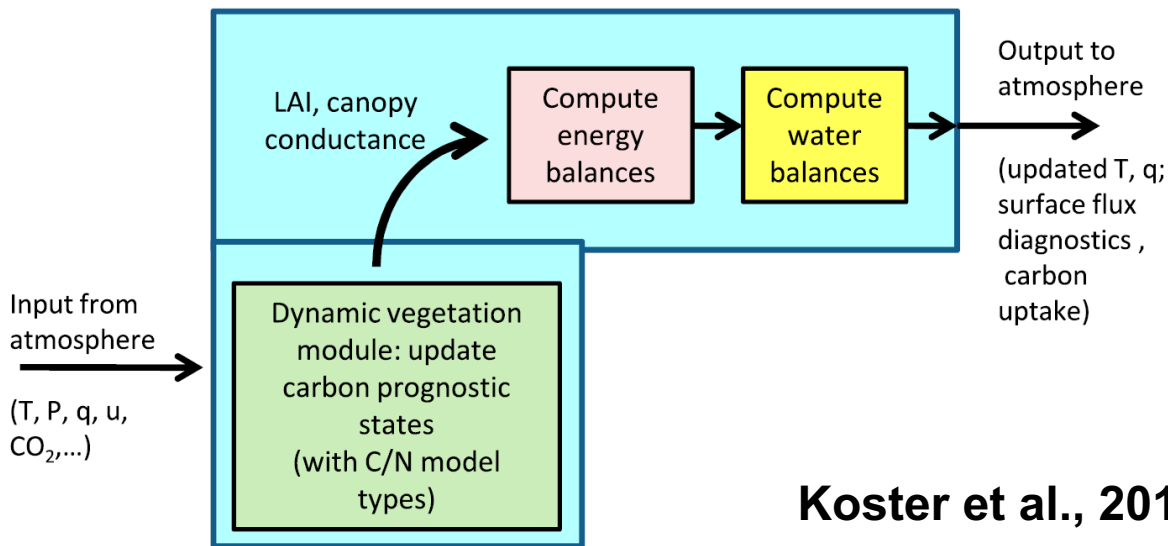 LAI, canopy
conductance
Compute
energy
balances
Compute
water
balances
Output to
atmosphere
(updated T, q;
surface flux
diagnostics ,
carbon
uptake)
Input from
atmosphere
(T, P, q, u,
CO₂,...)
Dynamic vegetation
module: update
carbon prognostic
states
(with C/N model
types)
Koster et al., 201